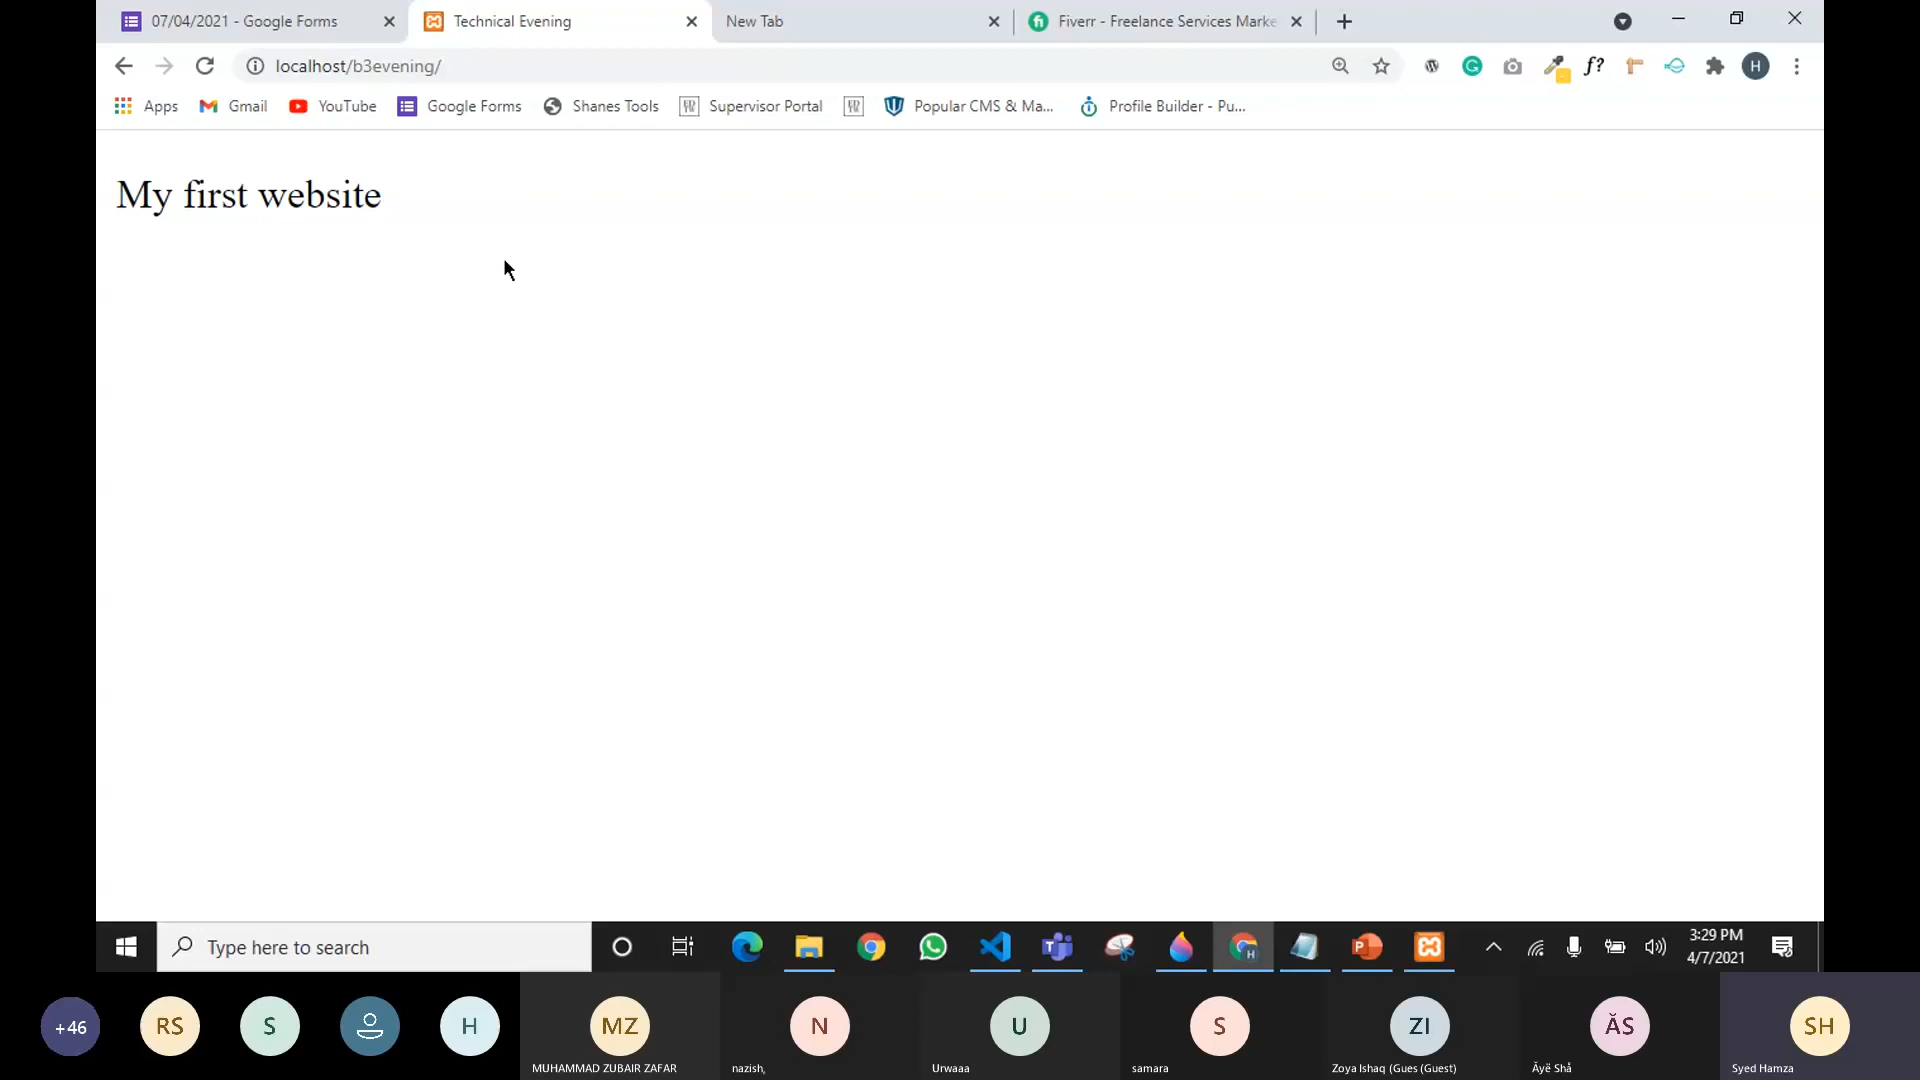 07/04/2021 - Google Forms
Technical Evening
New Tab
Fiverr - Freelance Services Marke
localhost/b3evening/
f?
H
Apps
Gmail
YouTube
Google Forms
Shanes Tools
Supervisor Portal
Popular CMS & Ma...
Profile Builder - Pu...
My first website
Type here to search
3:29 PM
4/7/2021
+46
RS
S
H
MZ
N
U
S
ZI
ĂS
SH
MUHAMMAD ZUBAIR ZAFAR
nazish,
Urwaaa
samara
Zoya Ishaq (Gues (Guest)
Äyë Shå
Syed Hamza